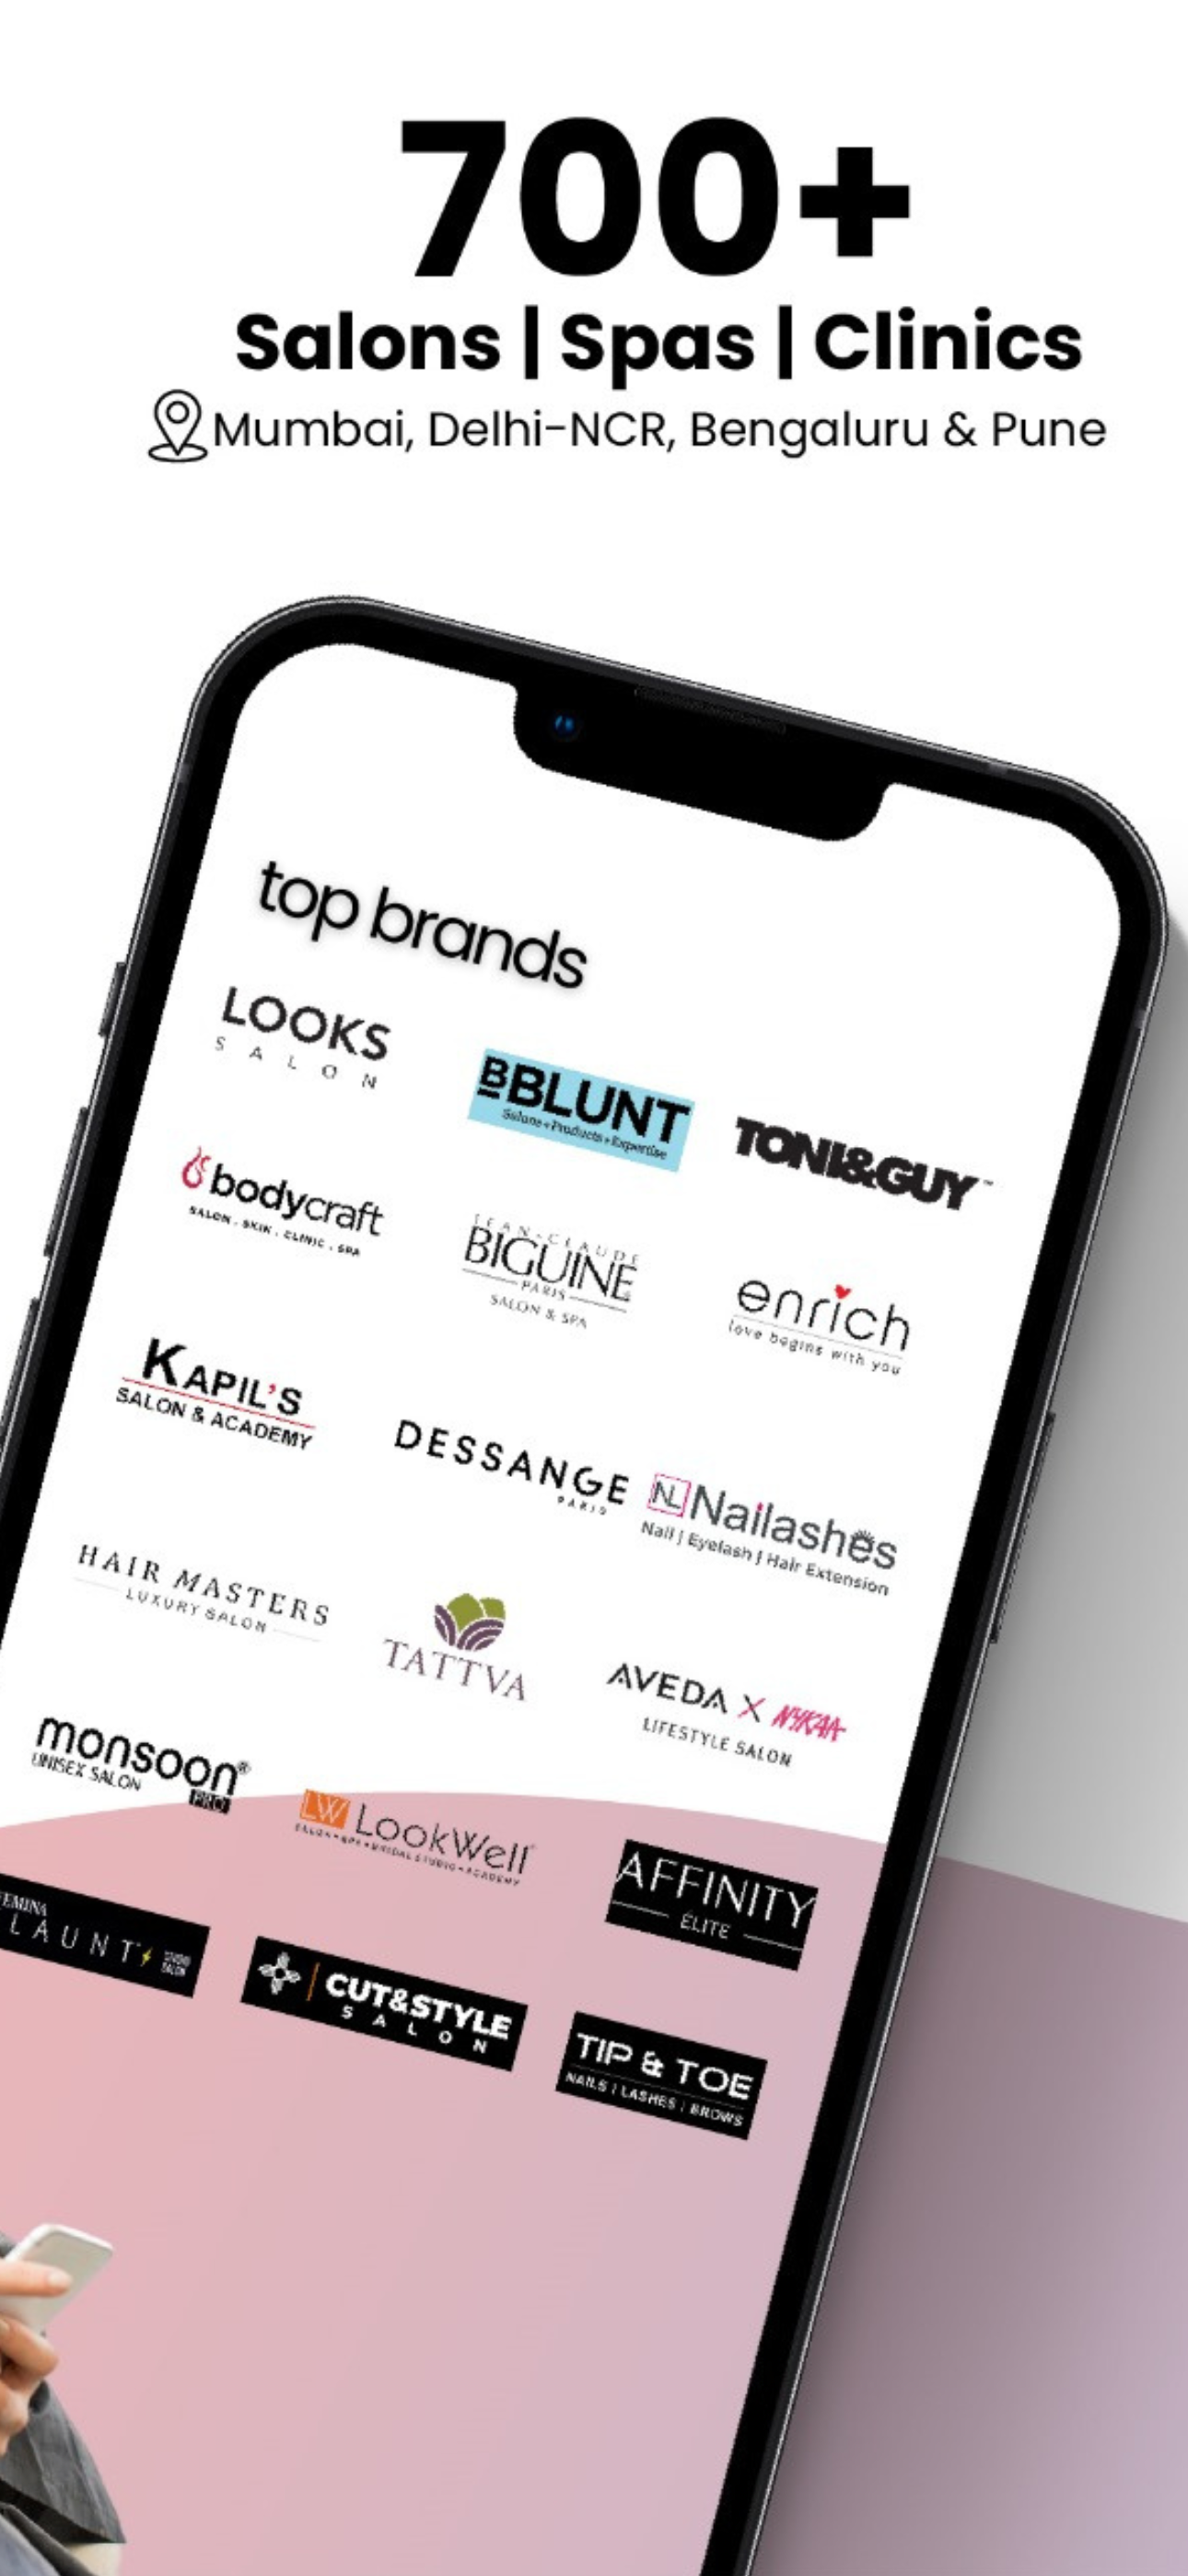 700+
Salons | Spas | Clinics
Mumbai, Delhi-NCR, Bengaluru & Pune
top brands
LOOKS
SALON
BBLUNT
Salons+Products+Expertise
TONI&GUY™
bodycraft
SALON . SKIN . CLINIC . SPA
JEAN-CLAUDE
BIGUINE
PARIS
SALON & SPA
enrich
love begins with you
KAPIL'S
SALON & ACADEMY
DESSANGE
PARIS
NL Nailashes
Nail | Eyelash | Hair Extension
HAIR MASTERS
LUXURY SALON
TATTVA
AVEDA X NYKAA
LIFESTYLE SALON
monsoon®
UNISEX SALON
PRO
LW LookWell
SALON•SPA•BRIDAL STUDIO•ACADEMY
AFFINITY
ÉLITE
EMINA
LAUNT
STUDIO
SALON
CUT&STYLE
SALON
TIP & TOE
NAILS | LASHES | BROWS